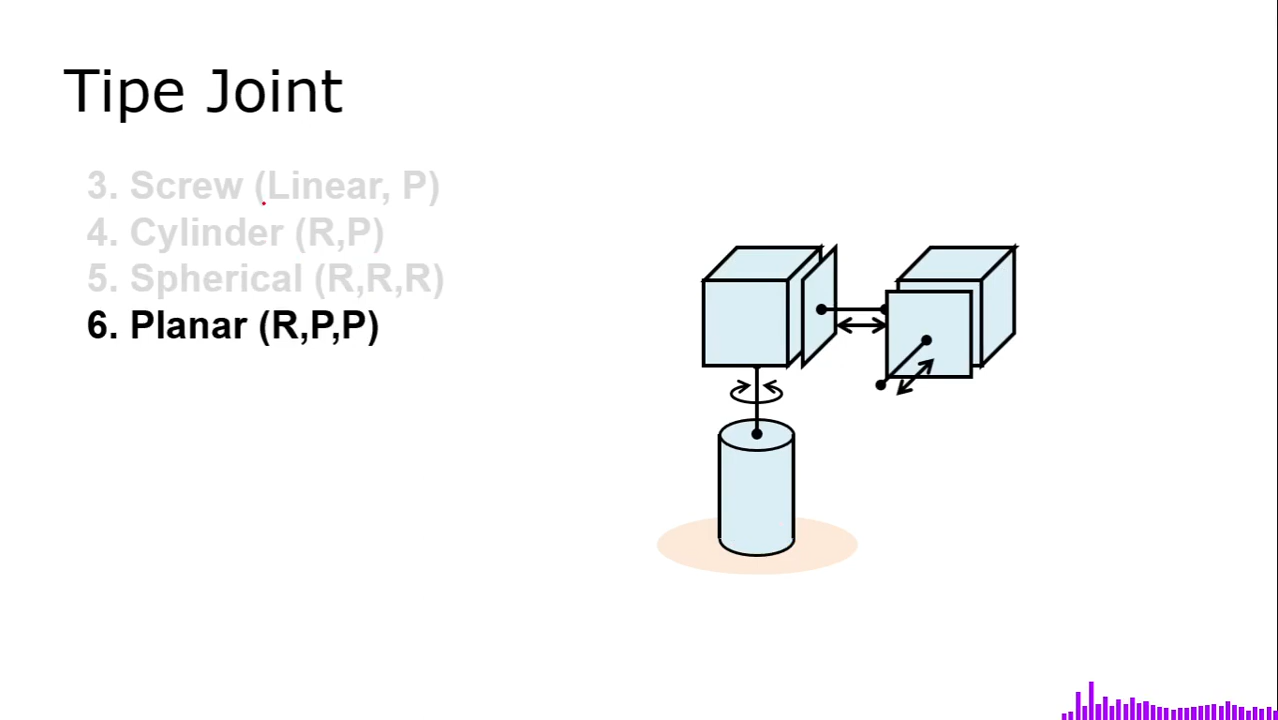 Tipe Joint
3. Screw (Linear, P)
4. Cylinder (R,P)
5. Spherical (R,R,R)
6. Planar (R,P,P)